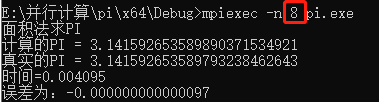 E:\并行计算\pi\x64\Debug>mpiexec -n 8 pi.exe
面积法求PI
计算的PI = 3.141592653589890371534921
真实的PI = 3.141592653589793238462643
时间=0.004095
误差为：-0.000000000000097